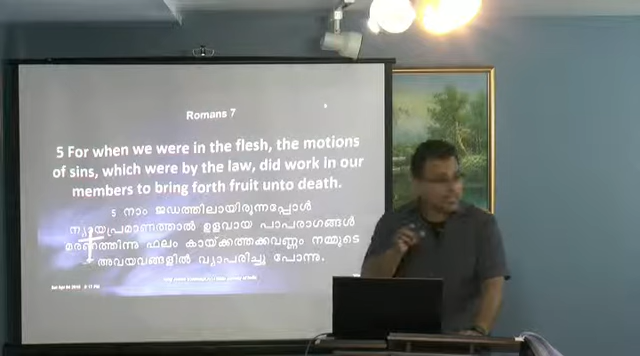 Romans 7
5 For when we were in the flesh, the motions
of sins, which were by the law, did work in our
members to bring forth fruit unto death.
5 നാം ജഡത്തിലായിരുന്നപ്പോൾ
ന്യായപ്രമാണത്താൽ ഉളവായ പാപരാഗങ്ങൾ
മരണത്തിന്നു ഫലം കായ്ക്കത്തക്കവണ്ണം നമ്മുടെ
അവയവങ്ങളിൽ വ്യാപരിച്ചു പോന്നു.